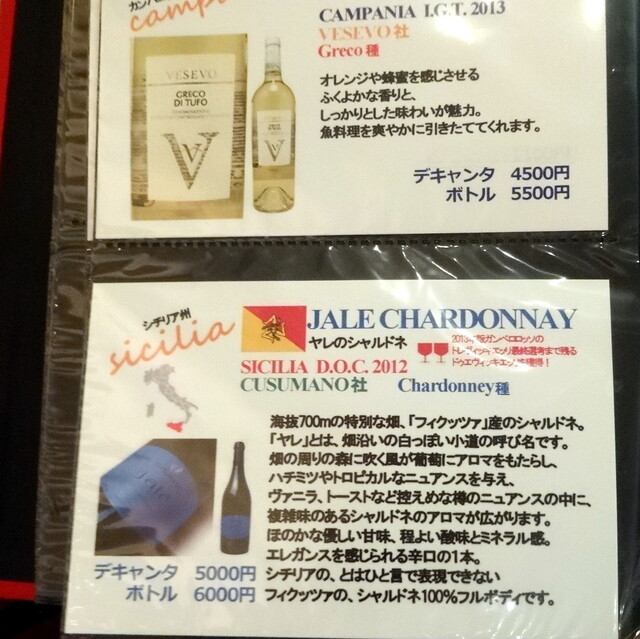 CAMPANIA I.G.T. 2013
VESEVO社
Greco種
VESEVO
GRECO
DI TUFO
オレンジや蜂蜜を感じさせる
ふくよかな香りと、
しっかりとした味わいが魅力。
魚料理を爽やかに引きたててくれます。
デキャンタ 4500円
ボトル 5500円
シチリア州
sicilia
JALE CHARDONNAY
ヤレのシャルドネ
SICILIA D.O.C. 2012
CUSUMANO社 Chardonney種
海抜700mの特別な畑、「フィクッツァ」産のシャルドネ。
「ヤレ」とは、畑沿いの白っぽい小道の呼び名です。
畑の周りの森に吹く風が葡萄にアロマをもたらし、
ハチミツやトロピカルなニュアンスを与え、
ヴァニラ、トーストなど控えめな樽のニュアンスの中に、
複雑味のあるシャルドネのアロマが広がります。
ほのかな優しい甘味、程よい酸味とミネラル感。
エレガンスを感じられる辛口の1本。
シチリアの、とはひと言で表現できない
フィクッツァの、シャルドネ100%フルボディです。
Jale
デキャンタ 5000円
ボトル 6000円